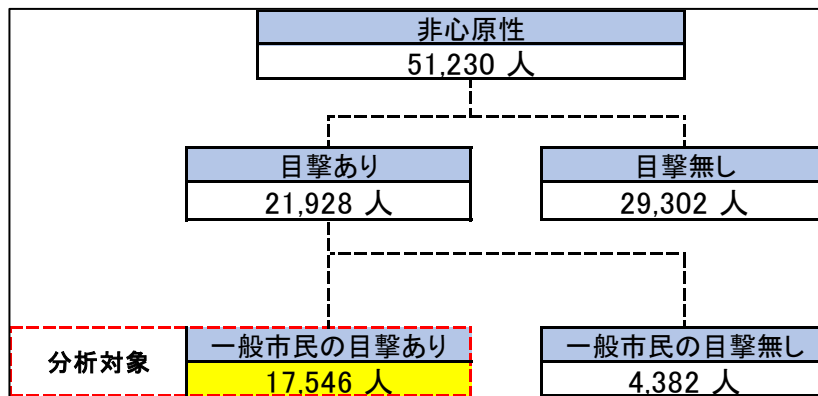 非心原性
51,230 人
目撃あり
目撃無し
21,928 人
29,302 人
分析対象
一般市民の目撃あり
一般市民の目撃無し
17,546 人
4,382 人